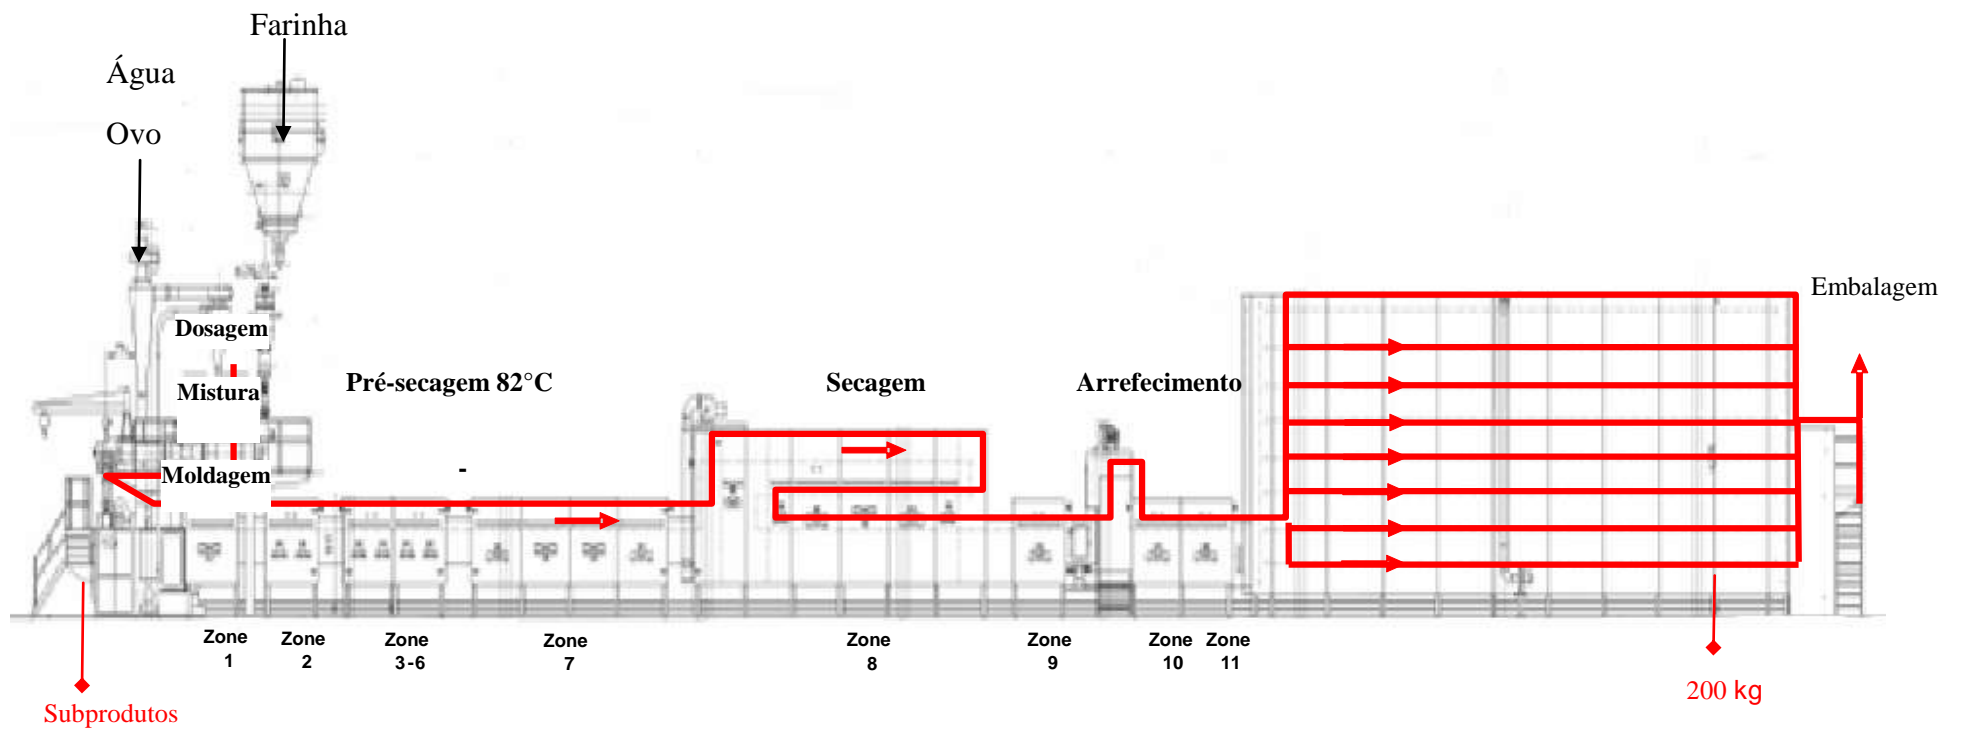 Farinha
Água
Ovo
Embalagem
Dosagem
Mistura
Pré-secagem 82°C
Secagem
Arrefecimento
Moldagem
-
Zone
1
Zone
2
Zone
3-6
Zone
7
Zone
8
Zone
9
Zone
10
Zone
11
Subprodutos
200 kg